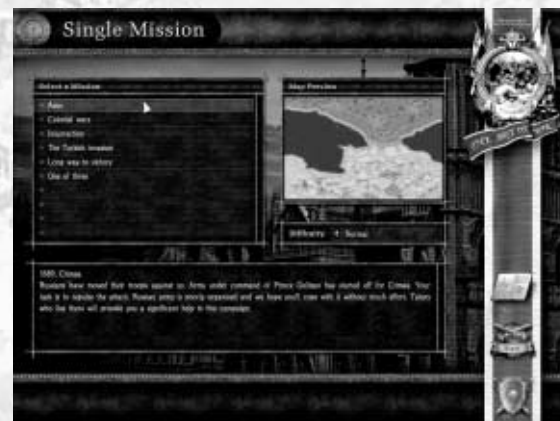 Single Mission
Select a Mission
Map Preview
Azov
Colonial wars
Insurrection
The Turkish invasion
Long way to victory
One of three
Difficulty Normal
1689, Crimea
Russians have moved their troops against us. Army under command of Prince Golitsin has started off for Crimea. Your
task is to repulse the attack. Russian army is poorly organized and we hope you'll cope with it without much effort. Tatars
who live there will provide you a significant help in this campaign.